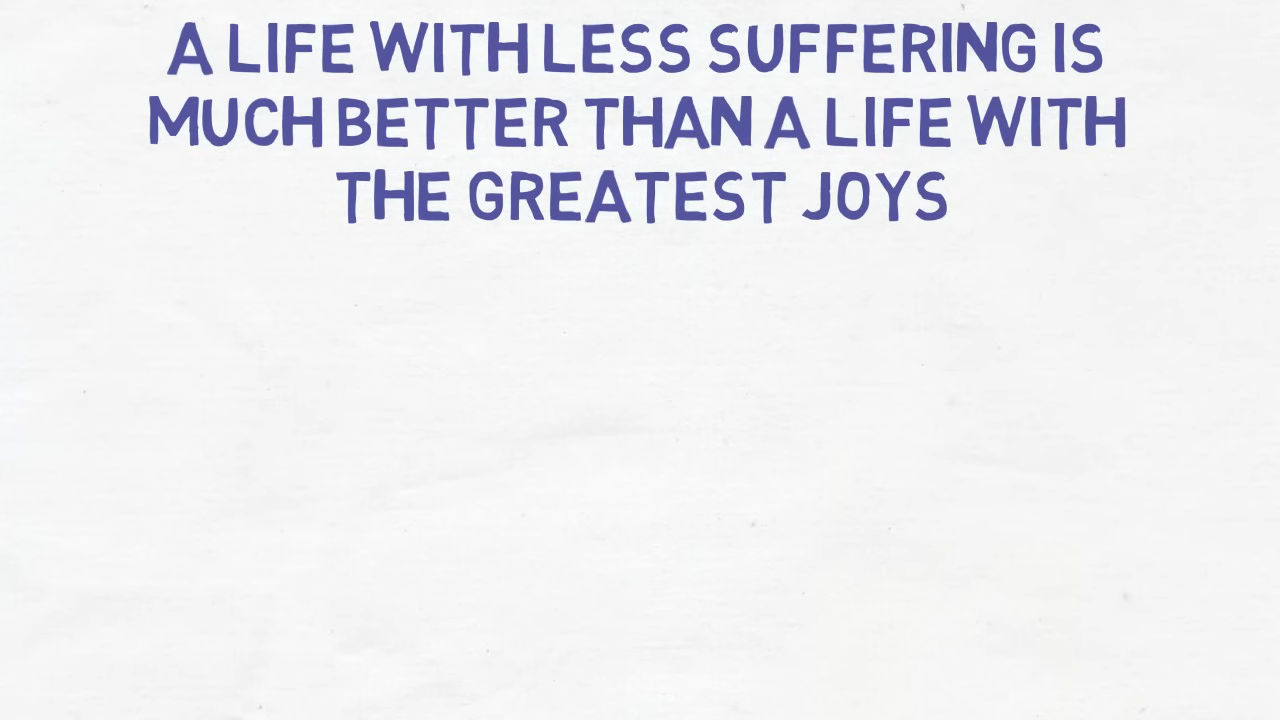 A LIFE WITH LESS SUFFERING IS
MUCH BETTER THAN A LIFE WITH
THE GREATEST JOYS